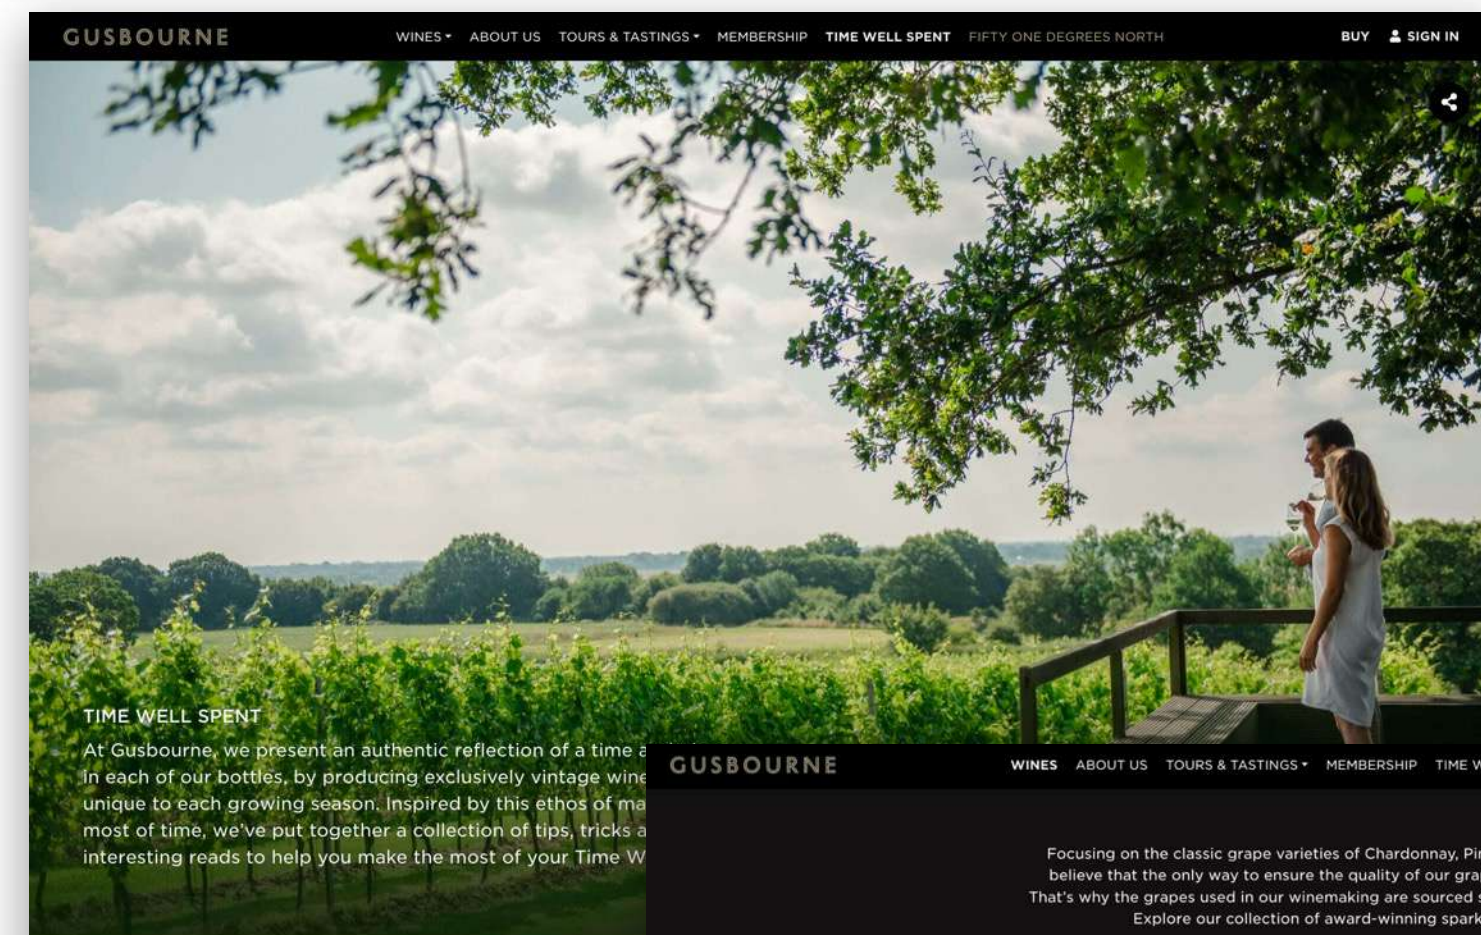 GUSBOURNE
WINES ABOUT US TOURS & TASTINGS MEMBERSHIP TIME WELL SPENT FIFTY ONE DEGREES NORTH
BUY SIGN IN
TIME WELL SPENT
At Gusbourne, we present an authentic reflection of a time a
in each of our bottles, by producing exclusively vintage wine
unique to each growing season. Inspired by this ethos of ma
most of time, we've put together a collection of tips, tricks a
interesting reads to help you make the most of your Time W
GUSBOURNE
WINES ABOUT US TOURS & TASTINGS MEMBERSHIP TIME W
Focusing on the classic grape varieties of Chardonnay, Pi
believe that the only way to ensure the quality of our gra
That's why the grapes used in our winemaking are sourced s
Explore our collection of award-winning spark